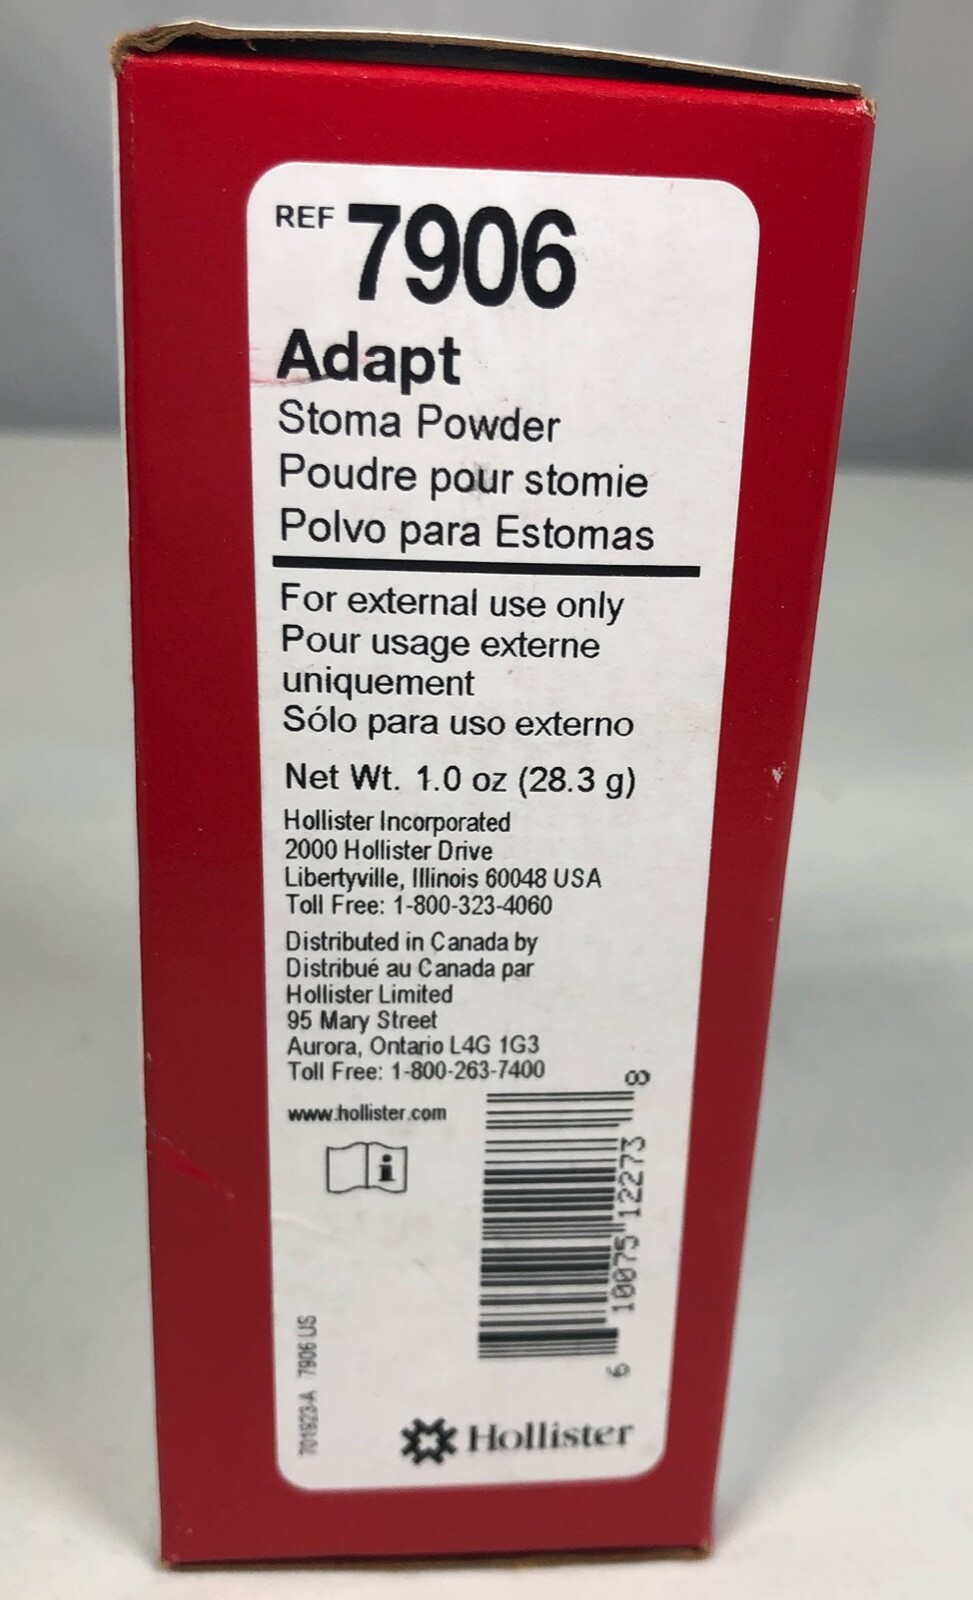 REF 7906
Adapt
Stoma Powder
Poudre pour stomie
Polvo para Estomas
For external use only
Pour usage externe
uniquement
Sólo para uso externo
Net Wt. 1.0 oz (28.3 g)
Hollister Incorporated
2000 Hollister Drive
Libertyville, Illinois 60048 USA
Toll Free: 1-800-323-4060
Distributed in Canada by
Distribué au Canada par
Hollister Limited
95 Mary Street
Aurora, Ontario L4G 1G3
Toll Free: 1-800-263-7400
www.hollister.com
i
6 10075 12273 8
701923-A 7906 US
Hollister